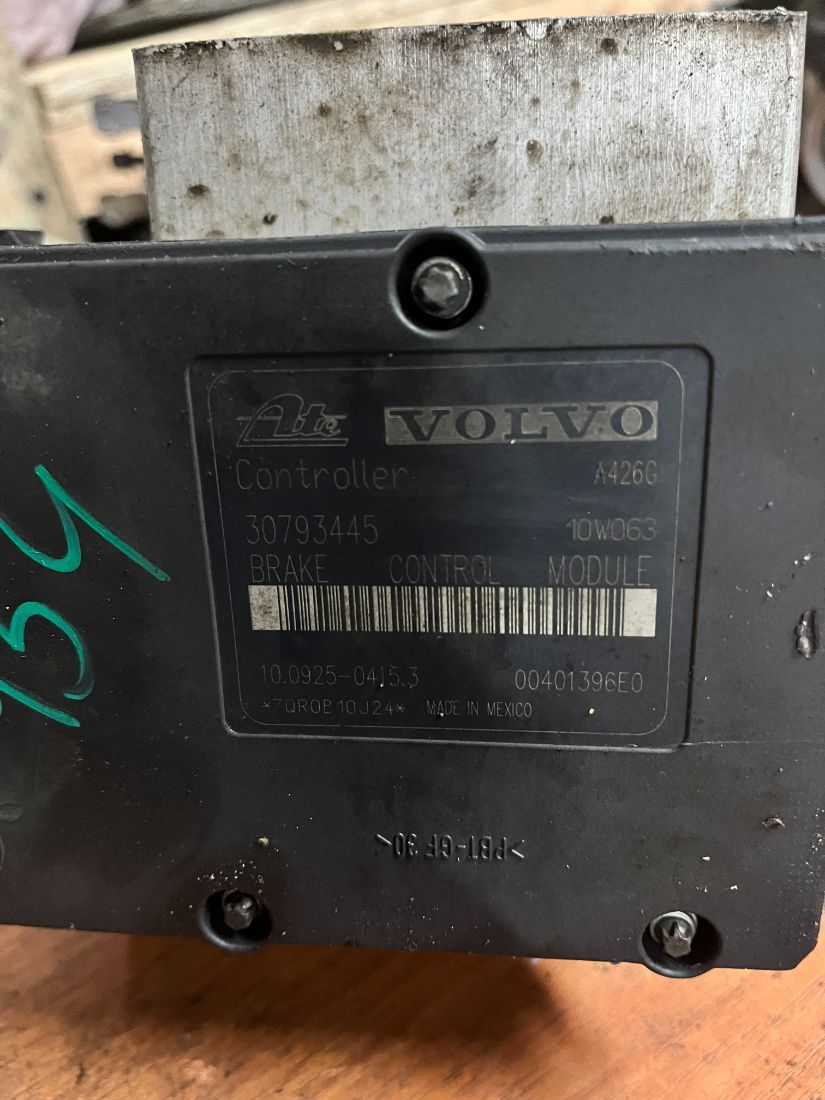 Ate VOLVO
Controller A426G
30793445 10W063
BRAKE CONTROL MODULE
10.0925-0415.3 00401396E0
*7QR0B10J24* MADE IN MEXICO
>PBT-GF30<